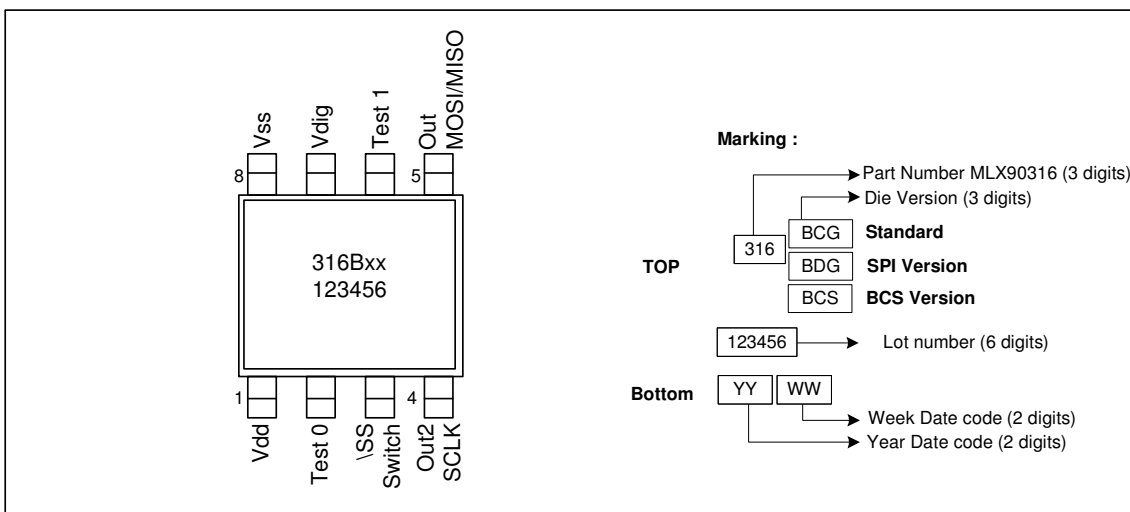 Vss
Vdig
Test 1
Out
MOSI/MISO
8
5
316Bxx
123456
1
4
Vdd
Test 0
\SS
Switch
Out2
SCLK
Marking :
Part Number MLX90316 (3 digits)
Die Version (3 digits)
TOP
316
BCG Standard
BDG SPI Version
BCS BCS Version
123456 Lot number (6 digits)
Bottom YY WW
Week Date code (2 digits)
Year Date code (2 digits)